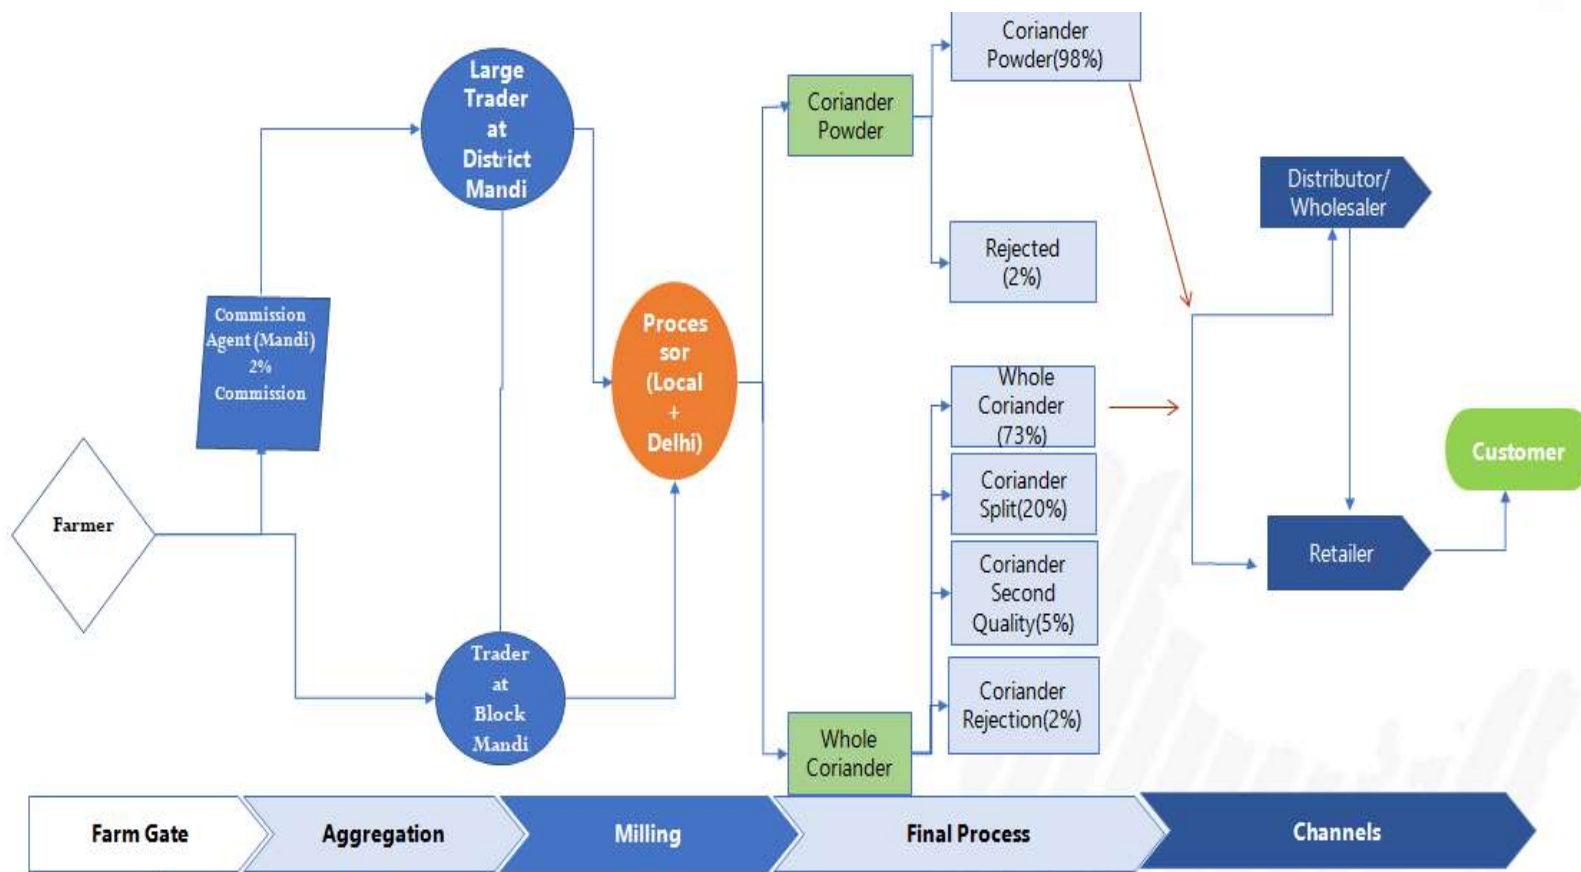 Large
Trader
at
District
Mandi
Commission
Agent (Mandi)
2%
Commission
Farmer
Trader
at
Block
Mandi
Proces
sor
(Local
+
Delhi)
Coriander
Powder
Coriander
Powder(98%)
Rejected
(2%)
Whole
Coriander
(73%)
Coriander
Split(20%)
Coriander
Second
Quality(5%)
Coriander
Rejection(2%)
Whole
Coriander
Distributor/
Wholesaler
Retailer
Customer
Farm Gate
Aggregation
Milling
Final Process
Channels